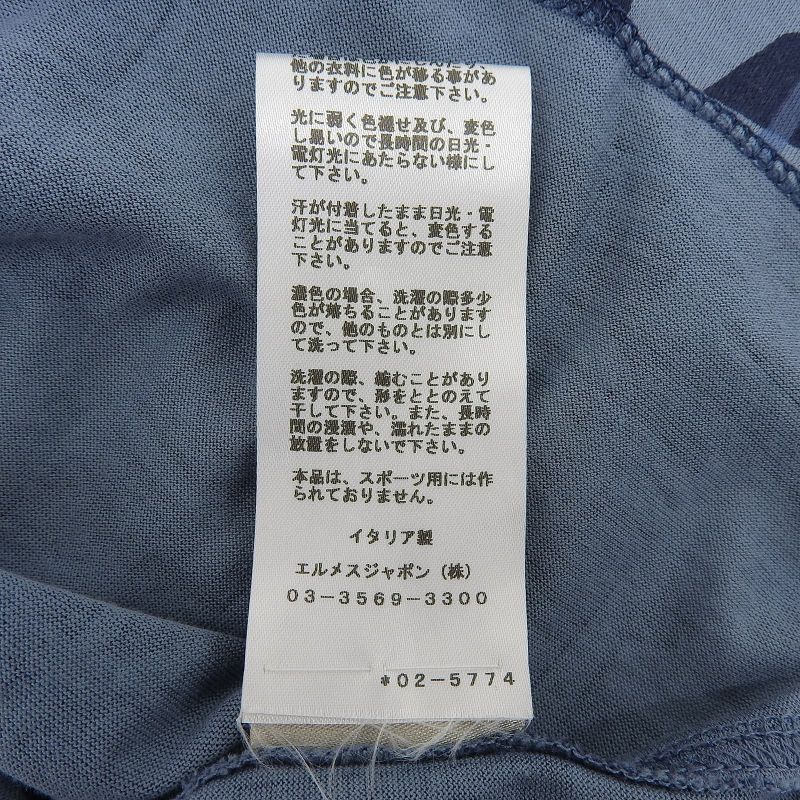 他の衣料に色が移る事があ
りますのでご注意下さい。
光に弱く色褪せ及び、変色
し易いので長時間の日光・
電灯光にあたらない様にし
て下さい。
汗が付着したまま日光・電
灯光に当てると、変色する
ことがありますのでご注意
下さい。
濃色の場合、洗濯の際多少
色が落ちることがあります
ので、他のものとは別にし
て洗って下さい。
洗濯の際、縮むことがあり
ますので、形をととのえて
干して下さい。また、長時
間の浸漬や、濡れたままの
放置をしないで下さい。
本品は、スポーツ用には作
られておりません。
イタリア製
エルメスジャポン（株）
03-3569-3300
*02-5774